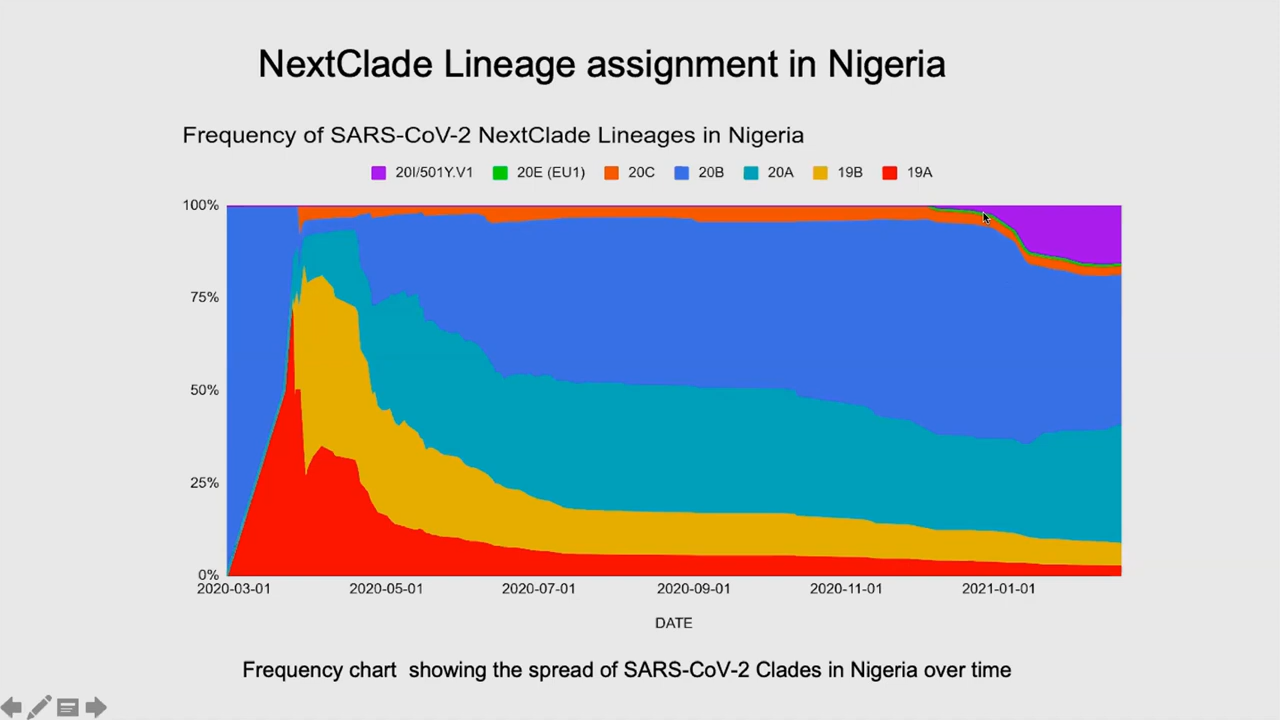 NextClade Lineage assignment in Nigeria
Frequency of SARS-CoV-2 NextClade Lineages in Nigeria
20I/501Y.V1 20E (EU1) 20C 20B 20A 19B 19A
100%
75%
50%
25%
0%
2020-03-01 2020-05-01 2020-07-01 2020-09-01 2020-11-01 2021-01-01
DATE
Frequency chart showing the spread of SARS-CoV-2 Clades in Nigeria over time